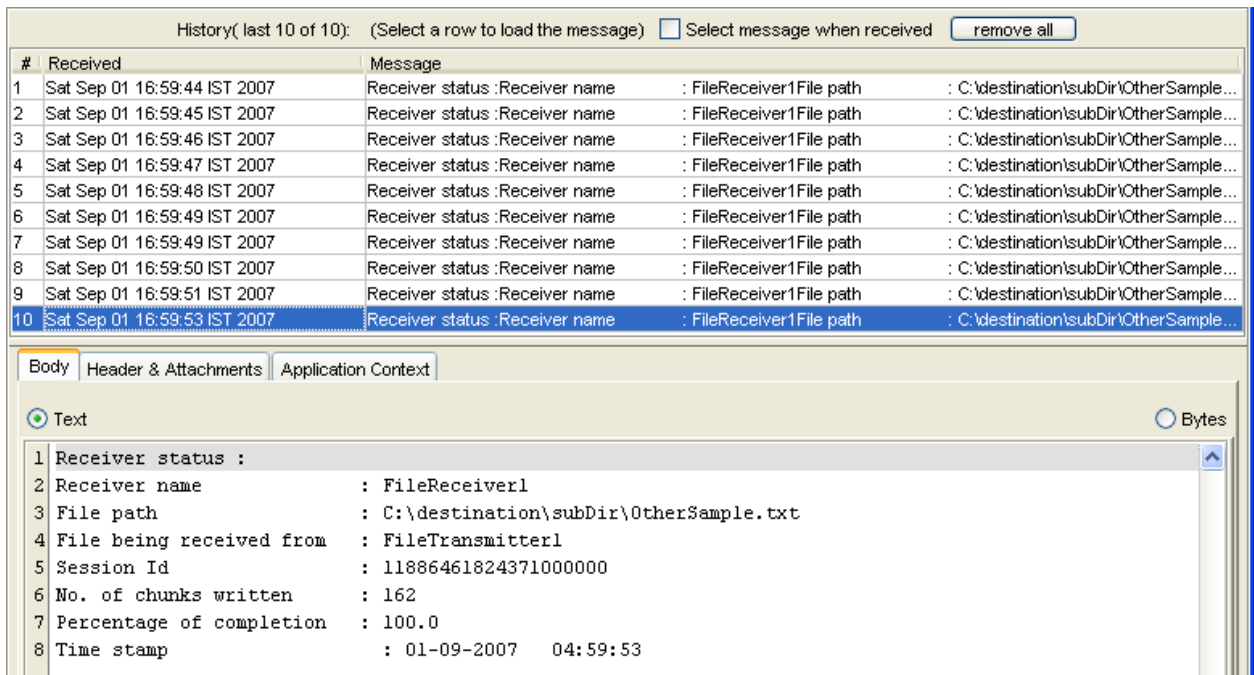 History( last 10 of 10): (Select a row to load the message) Select message when received remove all
# Received Message
1 Sat Sep 01 16:59:44 IST 2007 Receiver status :Receiver name : FileReceiver1File path : C:\destination\subDir\OtherSample...
2 Sat Sep 01 16:59:45 IST 2007 Receiver status :Receiver name : FileReceiver1File path : C:\destination\subDir\OtherSample...
3 Sat Sep 01 16:59:46 IST 2007 Receiver status :Receiver name : FileReceiver1File path : C:\destination\subDir\OtherSample...
4 Sat Sep 01 16:59:47 IST 2007 Receiver status :Receiver name : FileReceiver1File path : C:\destination\subDir\OtherSample...
5 Sat Sep 01 16:59:48 IST 2007 Receiver status :Receiver name : FileReceiver1File path : C:\destination\subDir\OtherSample...
6 Sat Sep 01 16:59:49 IST 2007 Receiver status :Receiver name : FileReceiver1File path : C:\destination\subDir\OtherSample...
7 Sat Sep 01 16:59:49 IST 2007 Receiver status :Receiver name : FileReceiver1File path : C:\destination\subDir\OtherSample...
8 Sat Sep 01 16:59:50 IST 2007 Receiver status :Receiver name : FileReceiver1File path : C:\destination\subDir\OtherSample...
9 Sat Sep 01 16:59:51 IST 2007 Receiver status :Receiver name : FileReceiver1File path : C:\destination\subDir\OtherSample...
10 Sat Sep 01 16:59:53 IST 2007 Receiver status :Receiver name : FileReceiver1File path : C:\destination\subDir\OtherSample...
Body Header & Attachments Application Context
Text Bytes
1 Receiver status :
2 Receiver name : FileReceiver1
3 File path : C:\destination\subDir\OtherSample.txt
4 File being received from : FileTransmitter1
5 Session Id : 11886461824371000000
6 No. of chunks written : 162
7 Percentage of completion : 100.0
8 Time stamp : 01-09-2007 04:59:53